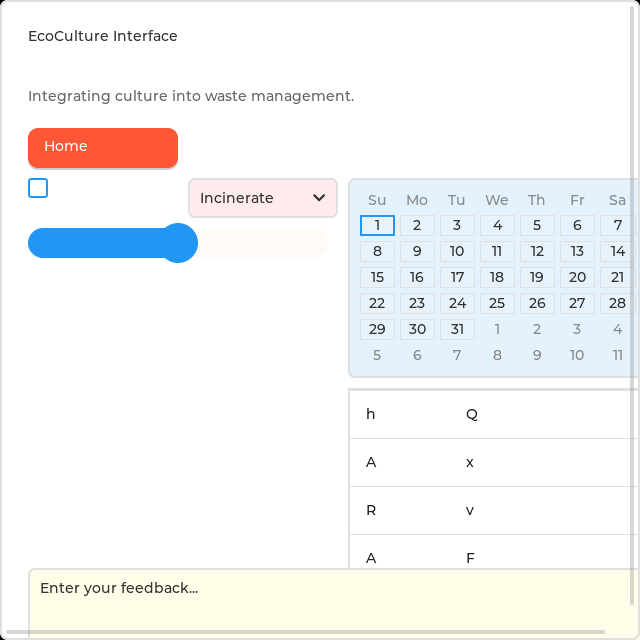 EcoCulture Interface
Integrating culture into waste management.
Home
Incinerate
Su Mo Tu We Th Fr Sa
1 2 3 4 5 6 7
8 9 10 11 12 13 14
15 16 17 18 19 20 21
22 23 24 25 26 27 28
29 30 31 1 2 3 4
5 6 7 8 9 10 11
h Q
A x
R v
A F
Enter your feedback...